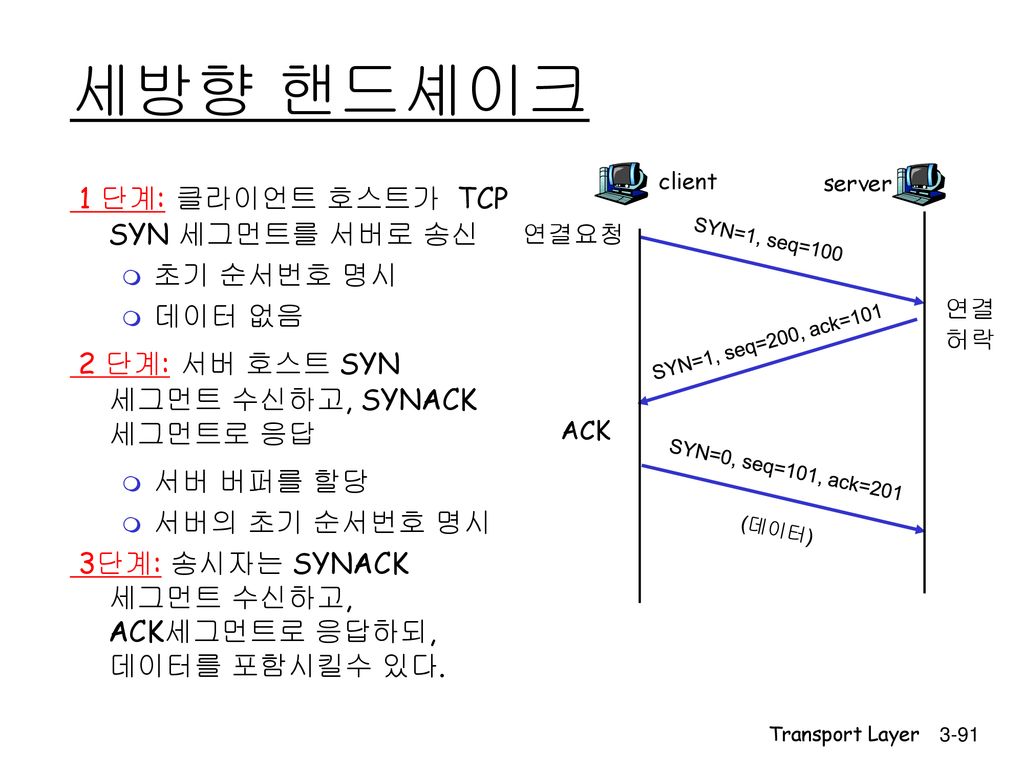 세방향 핸드셰이크
1 단계: 클라이언트 호스트가 TCP
SYN 세그먼트를 서버로 송신
초기 순서번호 명시
데이터 없음
2 단계: 서버 호스트 SYN
세그먼트 수신하고, SYNACK
세그먼트로 응답
서버 버퍼를 할당
서버의 초기 순서번호 명시
3단계: 송시자는 SYNACK
세그먼트 수신하고,
ACK세그먼트로 응답하되,
데이터를 포함시킬수 있다.
client
server
연결요청
SYN=1, seq=100
연결
허락
SYN=1, seq=200, ack=101
ACK
SYN=0, seq=101, ack=201
(데이터)
Transport Layer 3-91